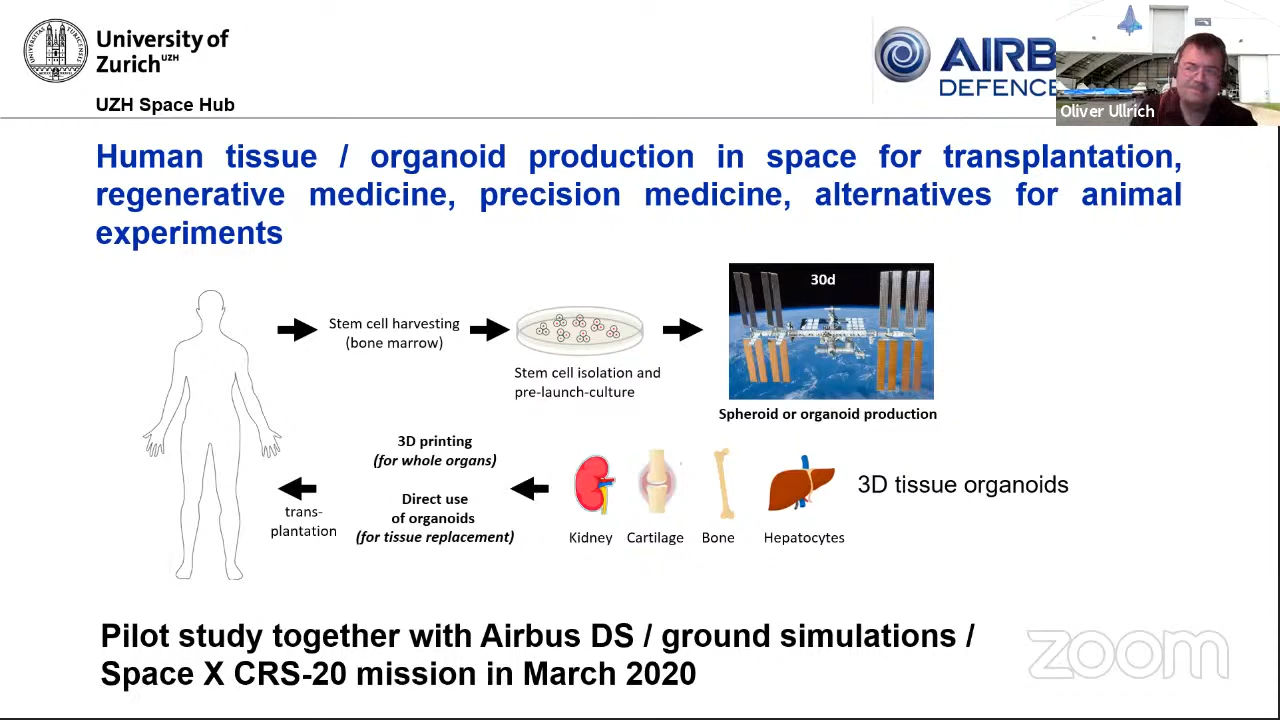 University of
Zurich UZH
UZH Space Hub
AIRB
DEFENCE
Oliver Ullrich
Human tissue / organoid production in space for transplantation,
regenerative medicine, precision medicine, alternatives for animal
experiments
30d
Stem cell harvesting
(bone marrow)
Stem cell isolation and
pre-launch-culture
Spheroid or organoid production
3D printing
(for whole organs)
Direct use
of organoids
(for tissue replacement)
trans-
plantation
Kidney
Cartilage
Bone
Hepatocytes
3D tissue organoids
Pilot study together with Airbus DS / ground simulations /
Space X CRS-20 mission in March 2020
zoom